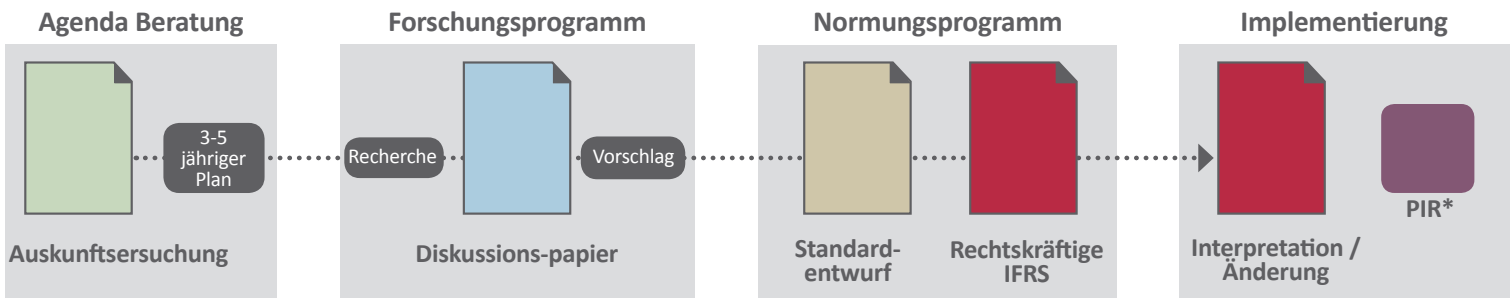 Agenda Beratung
Forschungsprogramm
Normungsprogramm
Implementierung
3-5
jähriger
Plan
Recherche
Vorschlag
Auskunftsersuchung
Diskussions-papier
Standard-
entwurf
Rechtskräftige
IFRS
Interpretation /
Änderung
PIR*